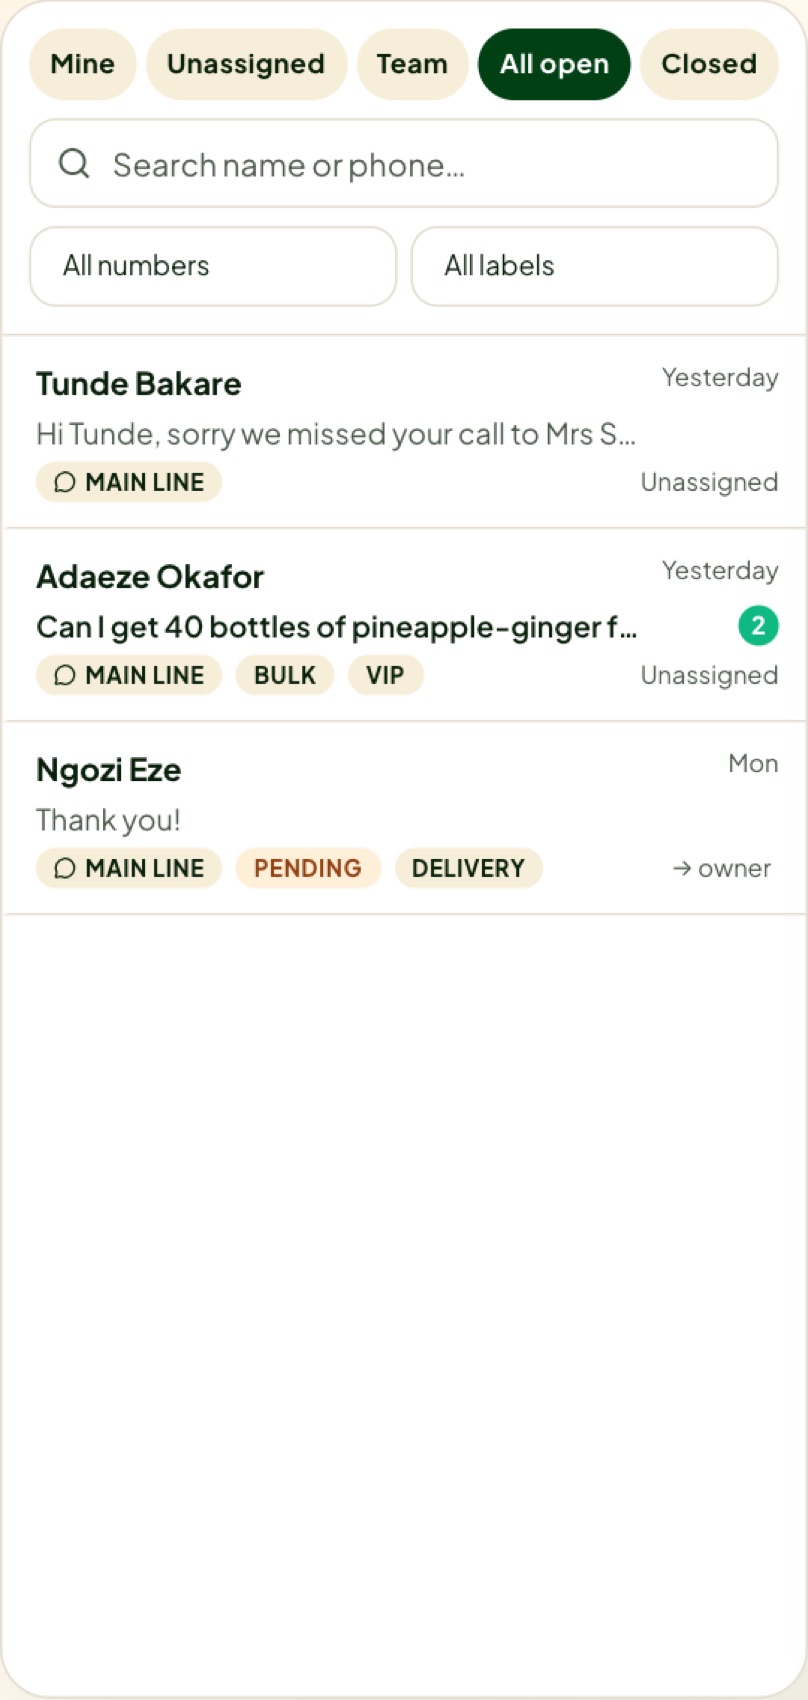 Mine Unassigned Team All open Closed
Search name or phone...
All numbers All labels
Tunde Bakare Yesterday
Hi Tunde, sorry we missed your call to Mrs S...
MAIN LINE Unassigned
Adaeze Okafor Yesterday
Can I get 40 bottles of pineapple-ginger f... 2
MAIN LINE BULK VIP Unassigned
Ngozi Eze Mon
Thank you!
MAIN LINE PENDING DELIVERY → owner